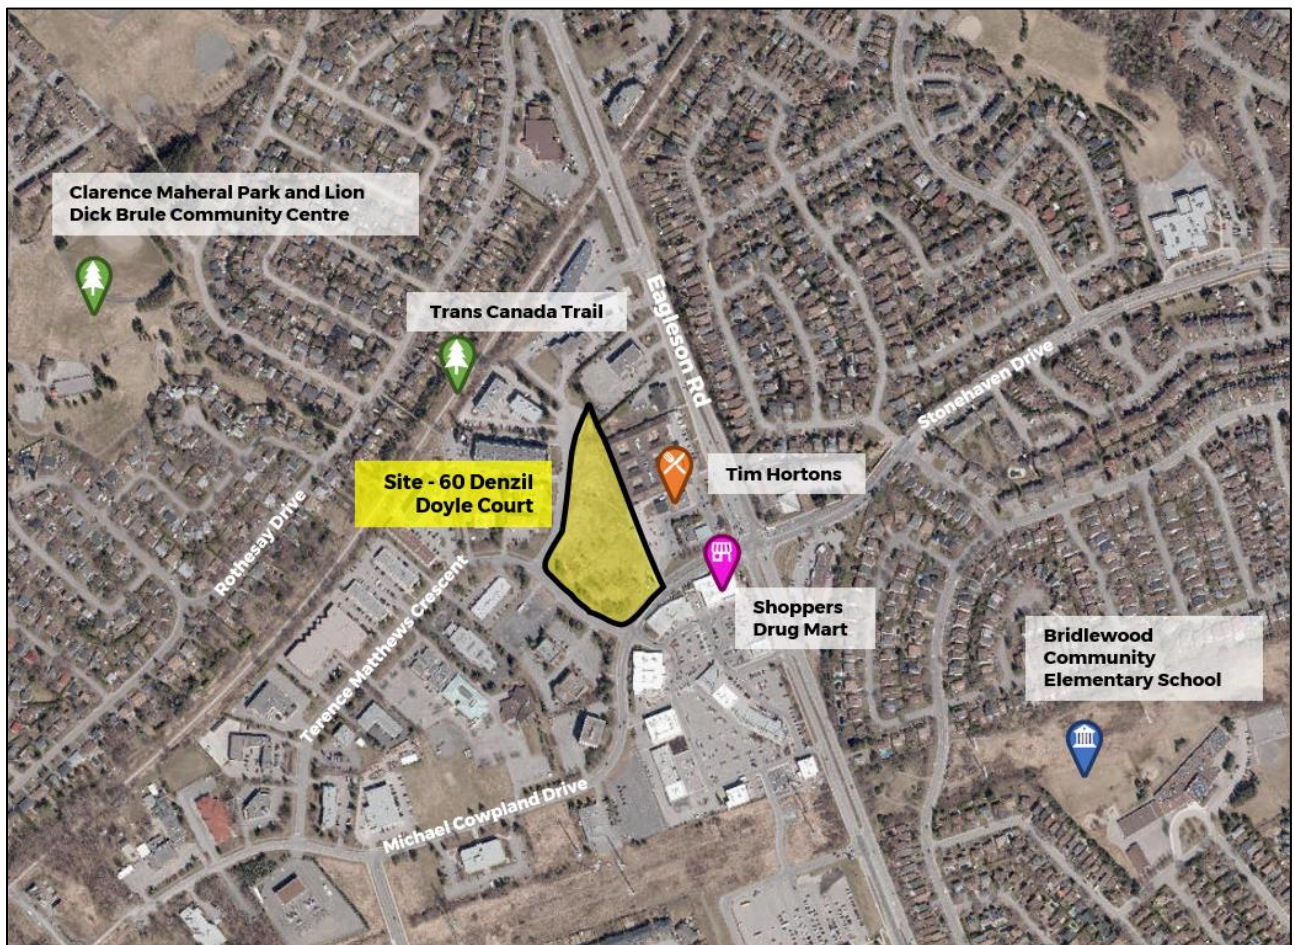 Clarence Maheral Park and Lion
Dick Brule Community Centre
Trans Canada Trail
Eagleson Rd
Stonehaven Drive
Site - 60 Denzil
Doyle Court
Tim Hortons
Rothesay Drive
Terence Matthews Crescent
Shoppers
Drug Mart
Bridlewood
Community
Elementary School
Michael Cowpland Drive